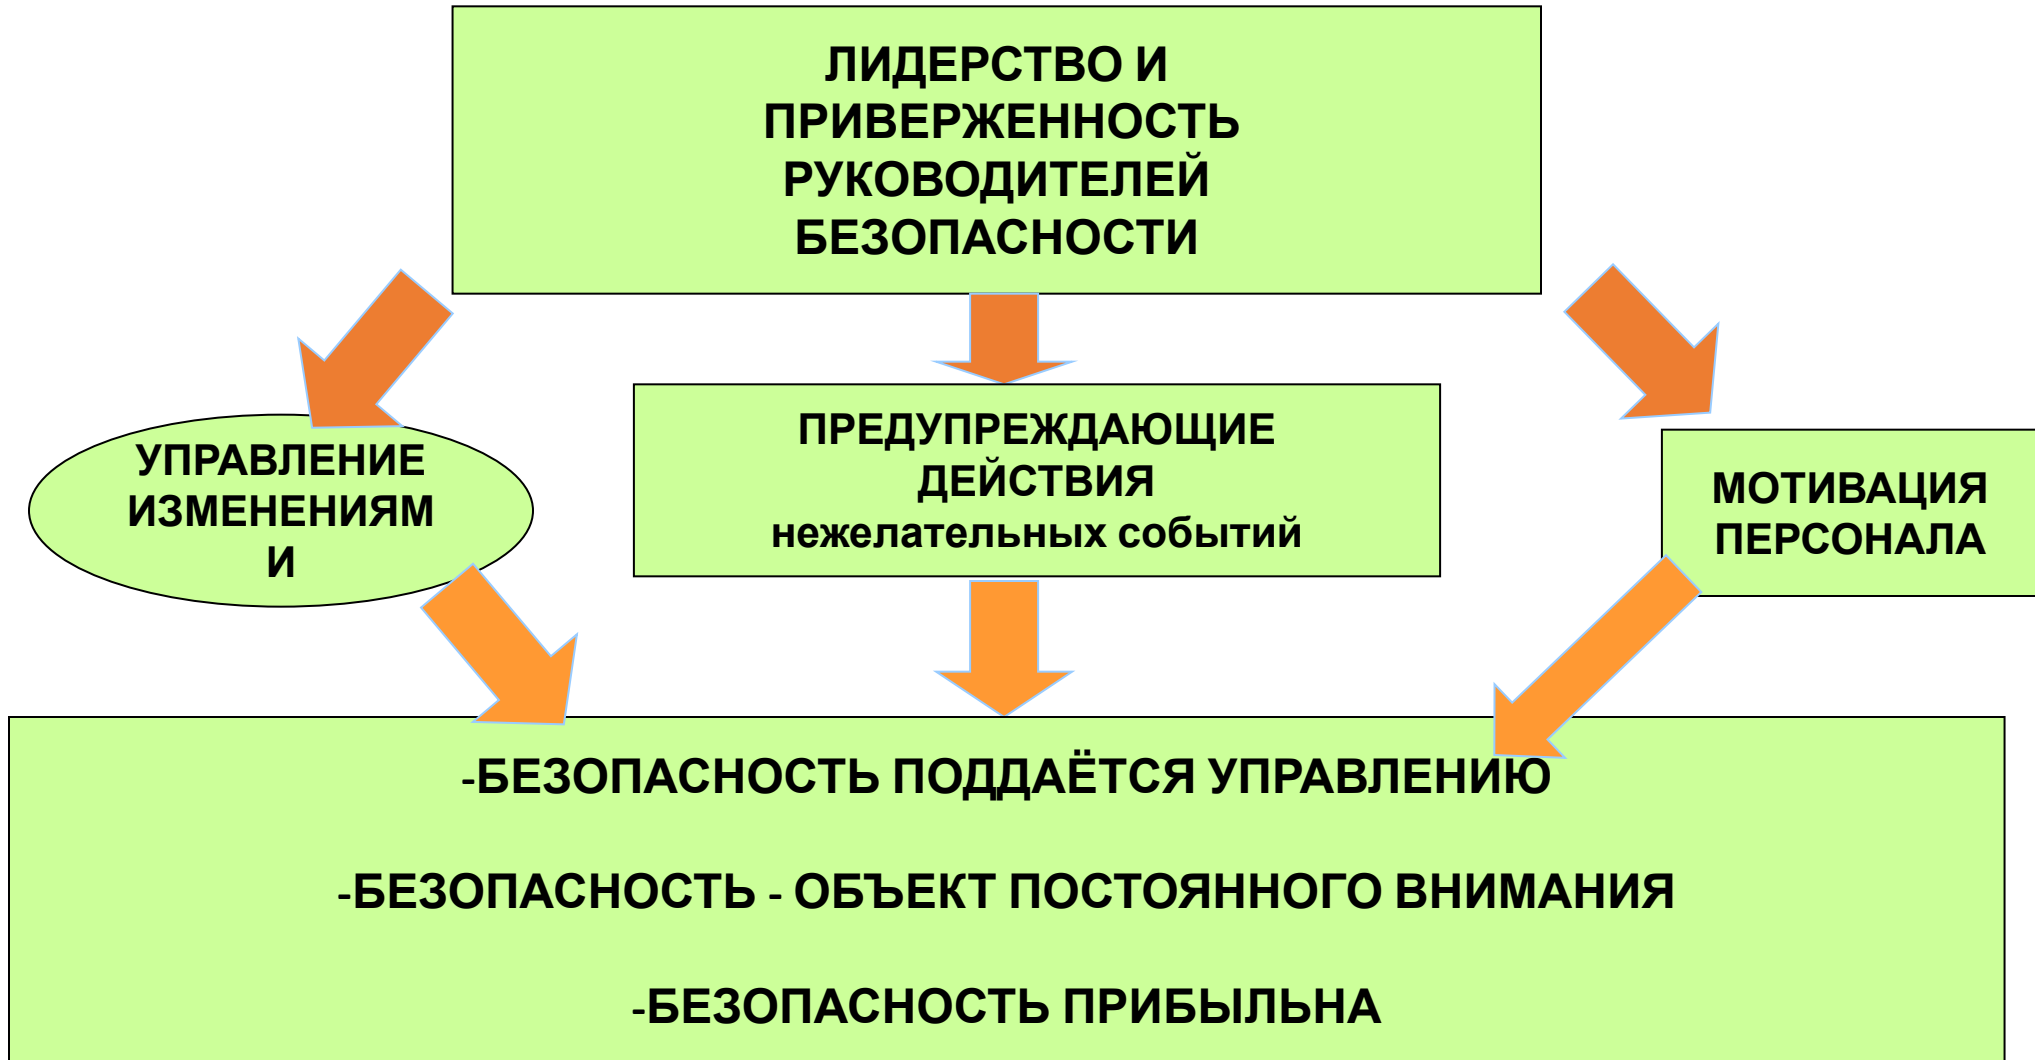 ЛИДЕРСТВО И
ПРИВЕРЖЕННОСТЬ
РУКОВОДИТЕЛЕЙ
БЕЗОПАСНОСТИ
УПРАВЛЕНИЕ
ИЗМЕНЕНИЯМ
И
ПРЕДУПРЕЖДАЮЩИЕ
ДЕЙСТВИЯ
нежелательных событий
МОТИВАЦИЯ
ПЕРСОНАЛА
-БЕЗОПАСНОСТЬ ПОДДАЁТСЯ УПРАВЛЕНИЮ
-БЕЗОПАСНОСТЬ - ОБЪЕКТ ПОСТОЯННОГО ВНИМАНИЯ
-БЕЗОПАСНОСТЬ ПРИБЫЛЬНА